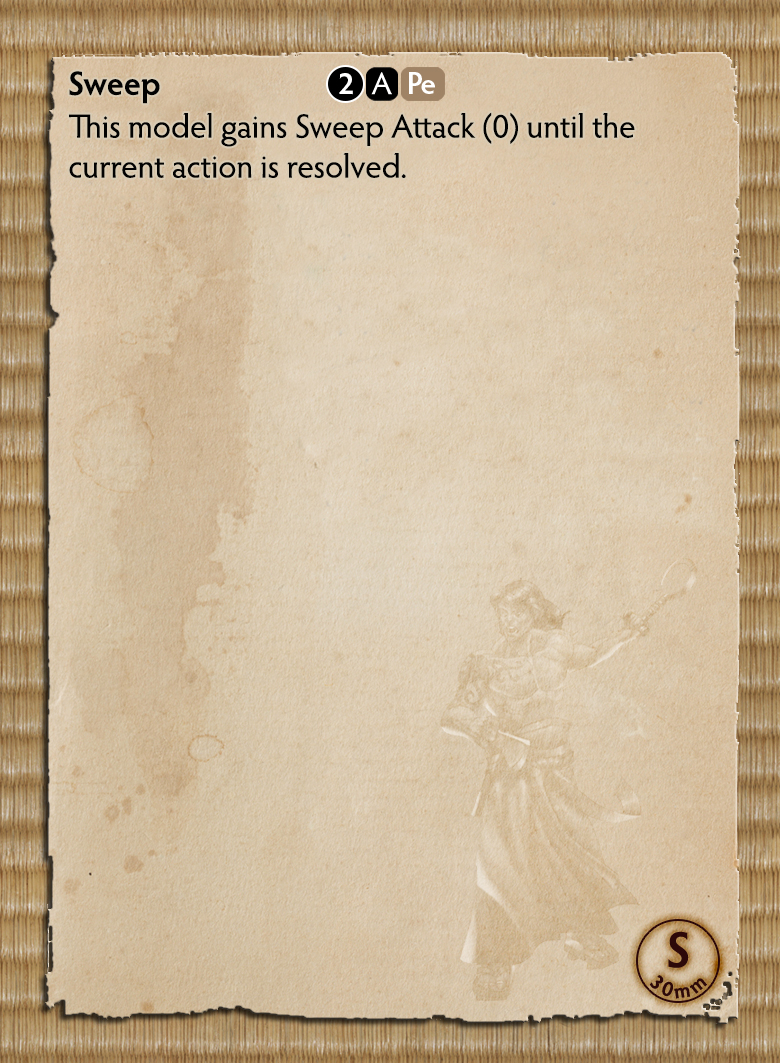 Sweep 2 A Pe
This model gains Sweep Attack (0) until the
current action is resolved.
S
30mm